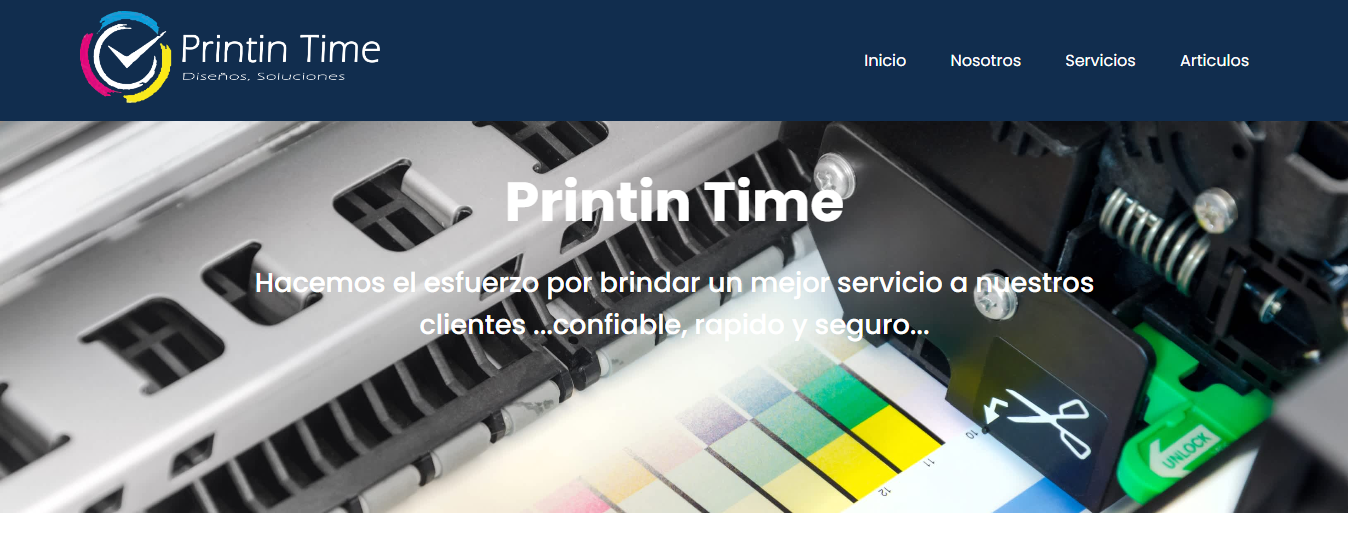 Printin Time
Diseños, Soluciones
Inicio Nosotros Servicios Articulos
Printin Time
Hacemos el esfuerzo por brindar un mejor servicio a nuestros
clientes ...confiable, rapido y seguro...
10
11
12
UNLOCK